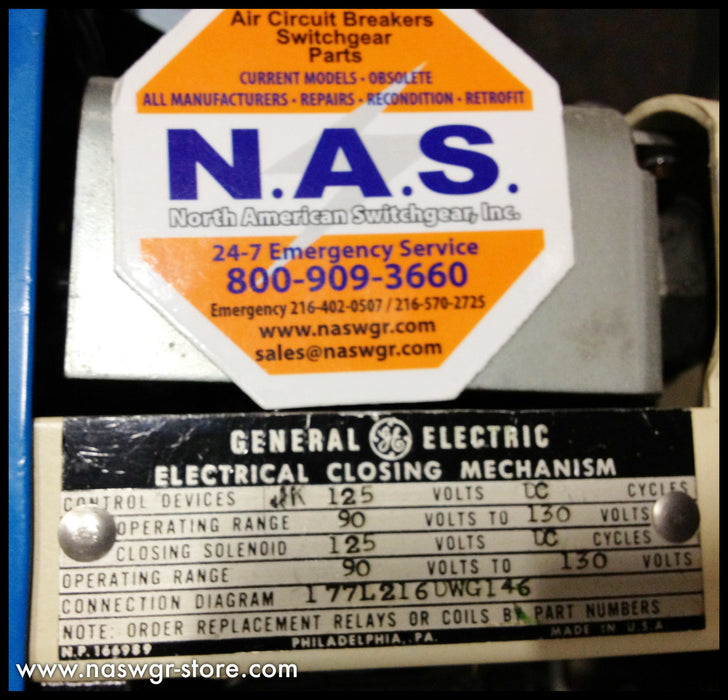 Air Circuit Breakers
Switchgear
Parts
CURRENT MODELS - OBSOLETE
ALL MANUFACTURERS - REPAIRS - RECONDITION - RETROFIT
N.A.S.
North American Switchgear, Inc.
24-7 Emergency Service
800-909-3660
Emergency 216-402-0507 / 216-570-2725
www.naswgr.com
sales@naswgr.com
GENERAL GE ELECTRIC
ELECTRICAL CLOSING MECHANISM
CONTROL DEVICES 125 VOLTS DC CYCLES
OPERATING RANGE 90 VOLTS TO 130 VOLTS
CLOSING SOLENOID 125 VOLTS DC CYCLES
OPERATING RANGE 90 VOLTS TO 130 VOLTS
CONNECTION DIAGRAM 177L216DWG146
NOTE: ORDER REPLACEMENT RELAYS OR COILS BY PART NUMBERS
N.P. 166989 PHILADELPHIA, PA. MADE IN U.S.A
www.naswgr-store.com